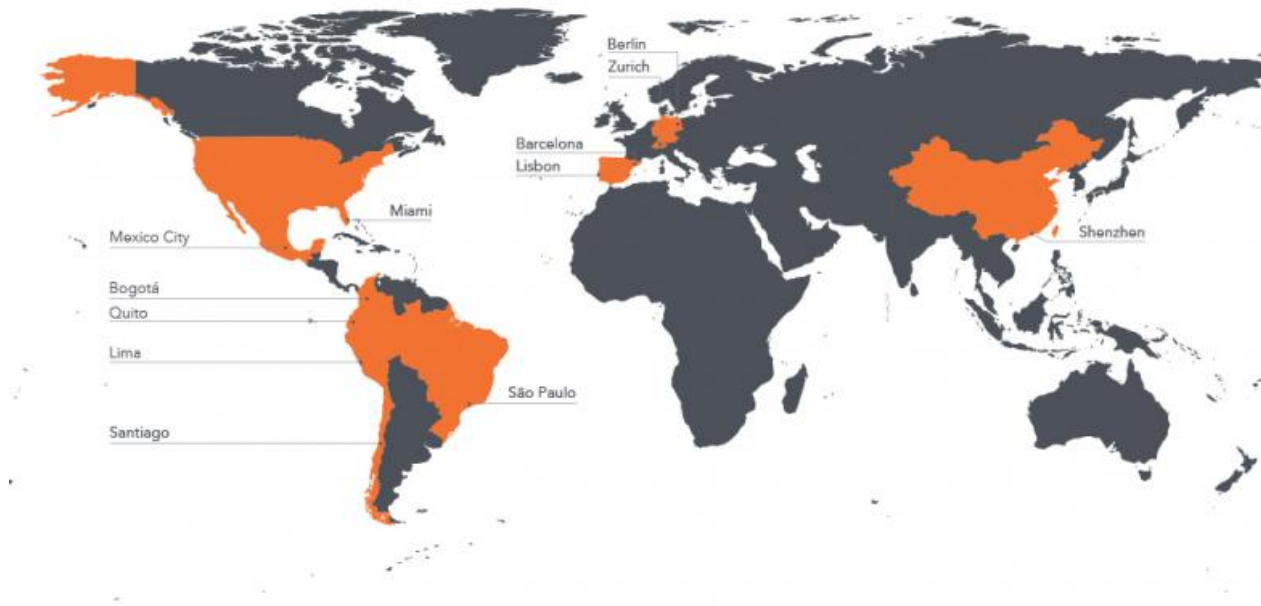 Berlin
Zurich
Barcelona
Lisbon
Miami
Mexico City
Shenzhen
Bogotá
Quito
Lima
São Paulo
Santiago